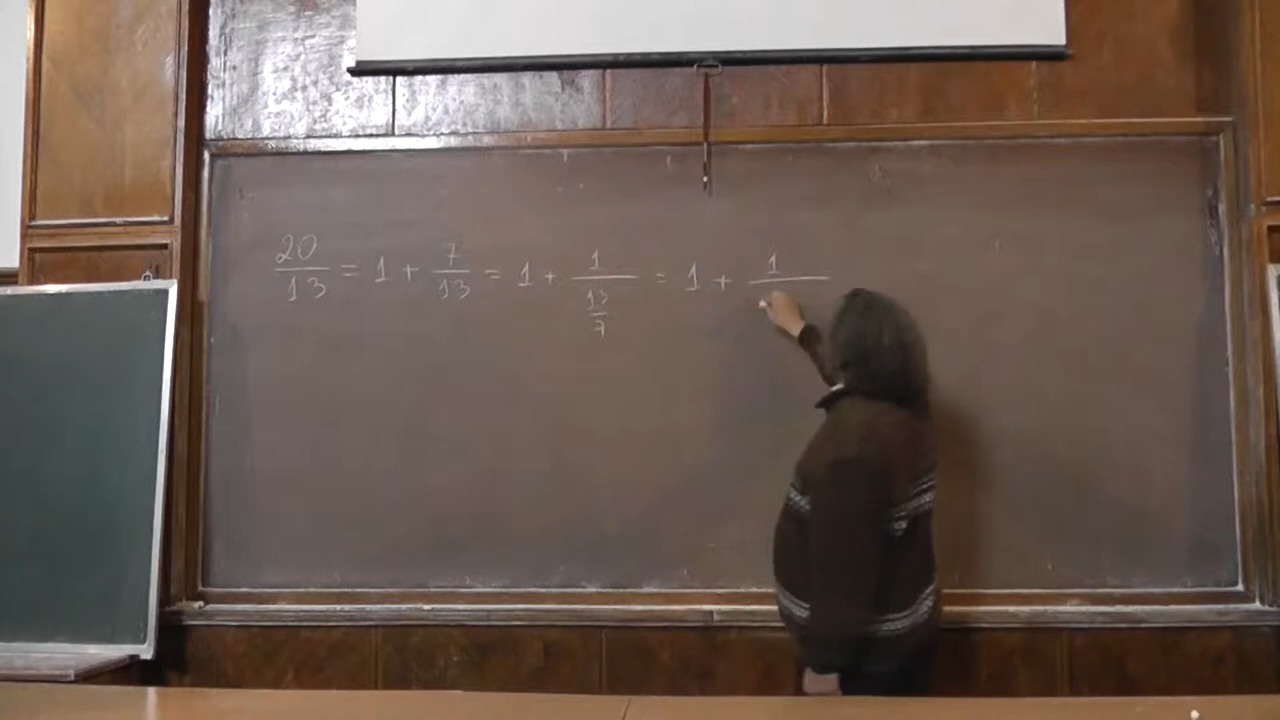 20/13 = 1 + 7/13 = 1 + 1/(13/7) = 1 + 1/